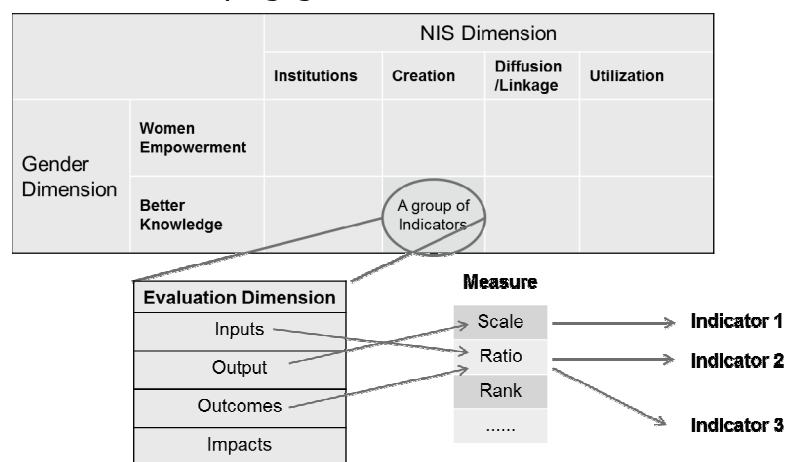 NIS Dimension
Institutions Creation Diffusion /Linkage Utilization
Gender Dimension
Women Empowerment
Better Knowledge
A group of Indicators
Evaluation Dimension
Inputs
Output
Outcomes
Impacts
Measure
Scale
Ratio
Rank
......
Indicator 1
Indicator 2
Indicator 3